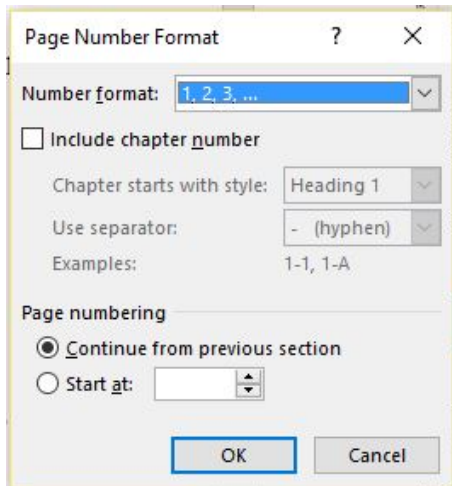 Page Number Format ? ×
Number format: 1, 2, 3, ...
Include chapter number
Chapter starts with style: Heading 1
Use separator: - (hyphen)
Examples: 1-1, 1-A
Page numbering
Continue from previous section
Start at:
OK Cancel